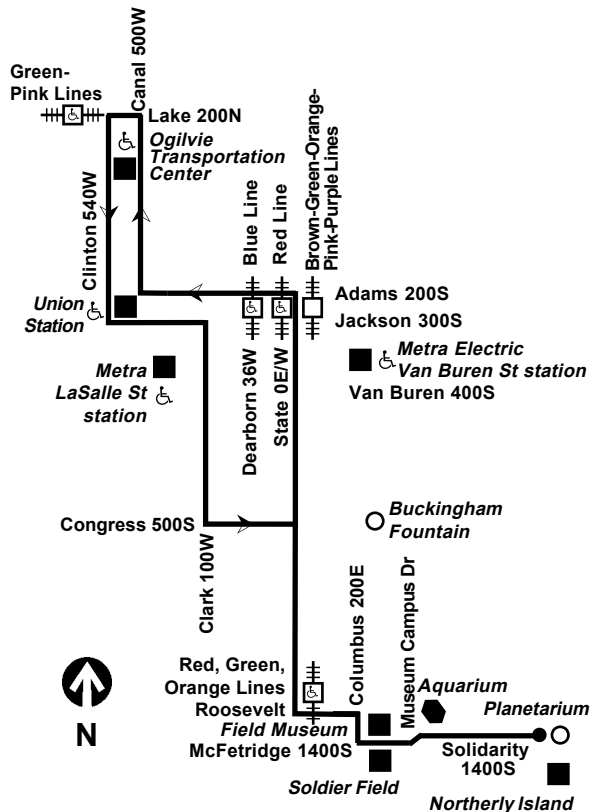 Green-
Pink Lines
Canal 500W
Lake 200N
Ogilvie
Transportation
Center
Clinton 540W
Blue Line
Red Line
Brown-Green-Orange-
Pink-Purple Lines
Union
Station
Adams 200S
Jackson 300S
Metra
LaSalle St
station
Dearborn 36W
State 0E/W
Metra Electric
Van Buren St station
Van Buren 400S
Congress 500S
Clark 100W
Buckingham
Fountain
Columbus 200E
Museum Campus Dr
Red, Green,
Orange Lines
Roosevelt
Field Museum
McFetridge 1400S
Aquarium
Planetarium
Solidarity
1400S
Soldier Field
Northerly Island
N